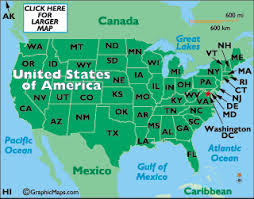 AK
CLICK HERE
FOR
LARGER
MAP
Canada
600 mi
600 km
Great
Lakes
WA
MT
ND
MN
OR
ID
SD
WI
MI
WY
IA
NE
NV
UT
CO
KS
MO
IL
IN
OH
PA
NY
VT
NH
ME
MA
RI
CT
NJ
DE
MD
Washington
DC
WV
VA
KY
NC
TN
SC
CA
AZ
NM
OK
AR
TX
LA
MS
AL
GA
FL
United States
of America
Pacific
Ocean
Atlantic
Ocean
Gulf of
Mexico
Mexico
Caribbean
HI
©GraphicMaps.com